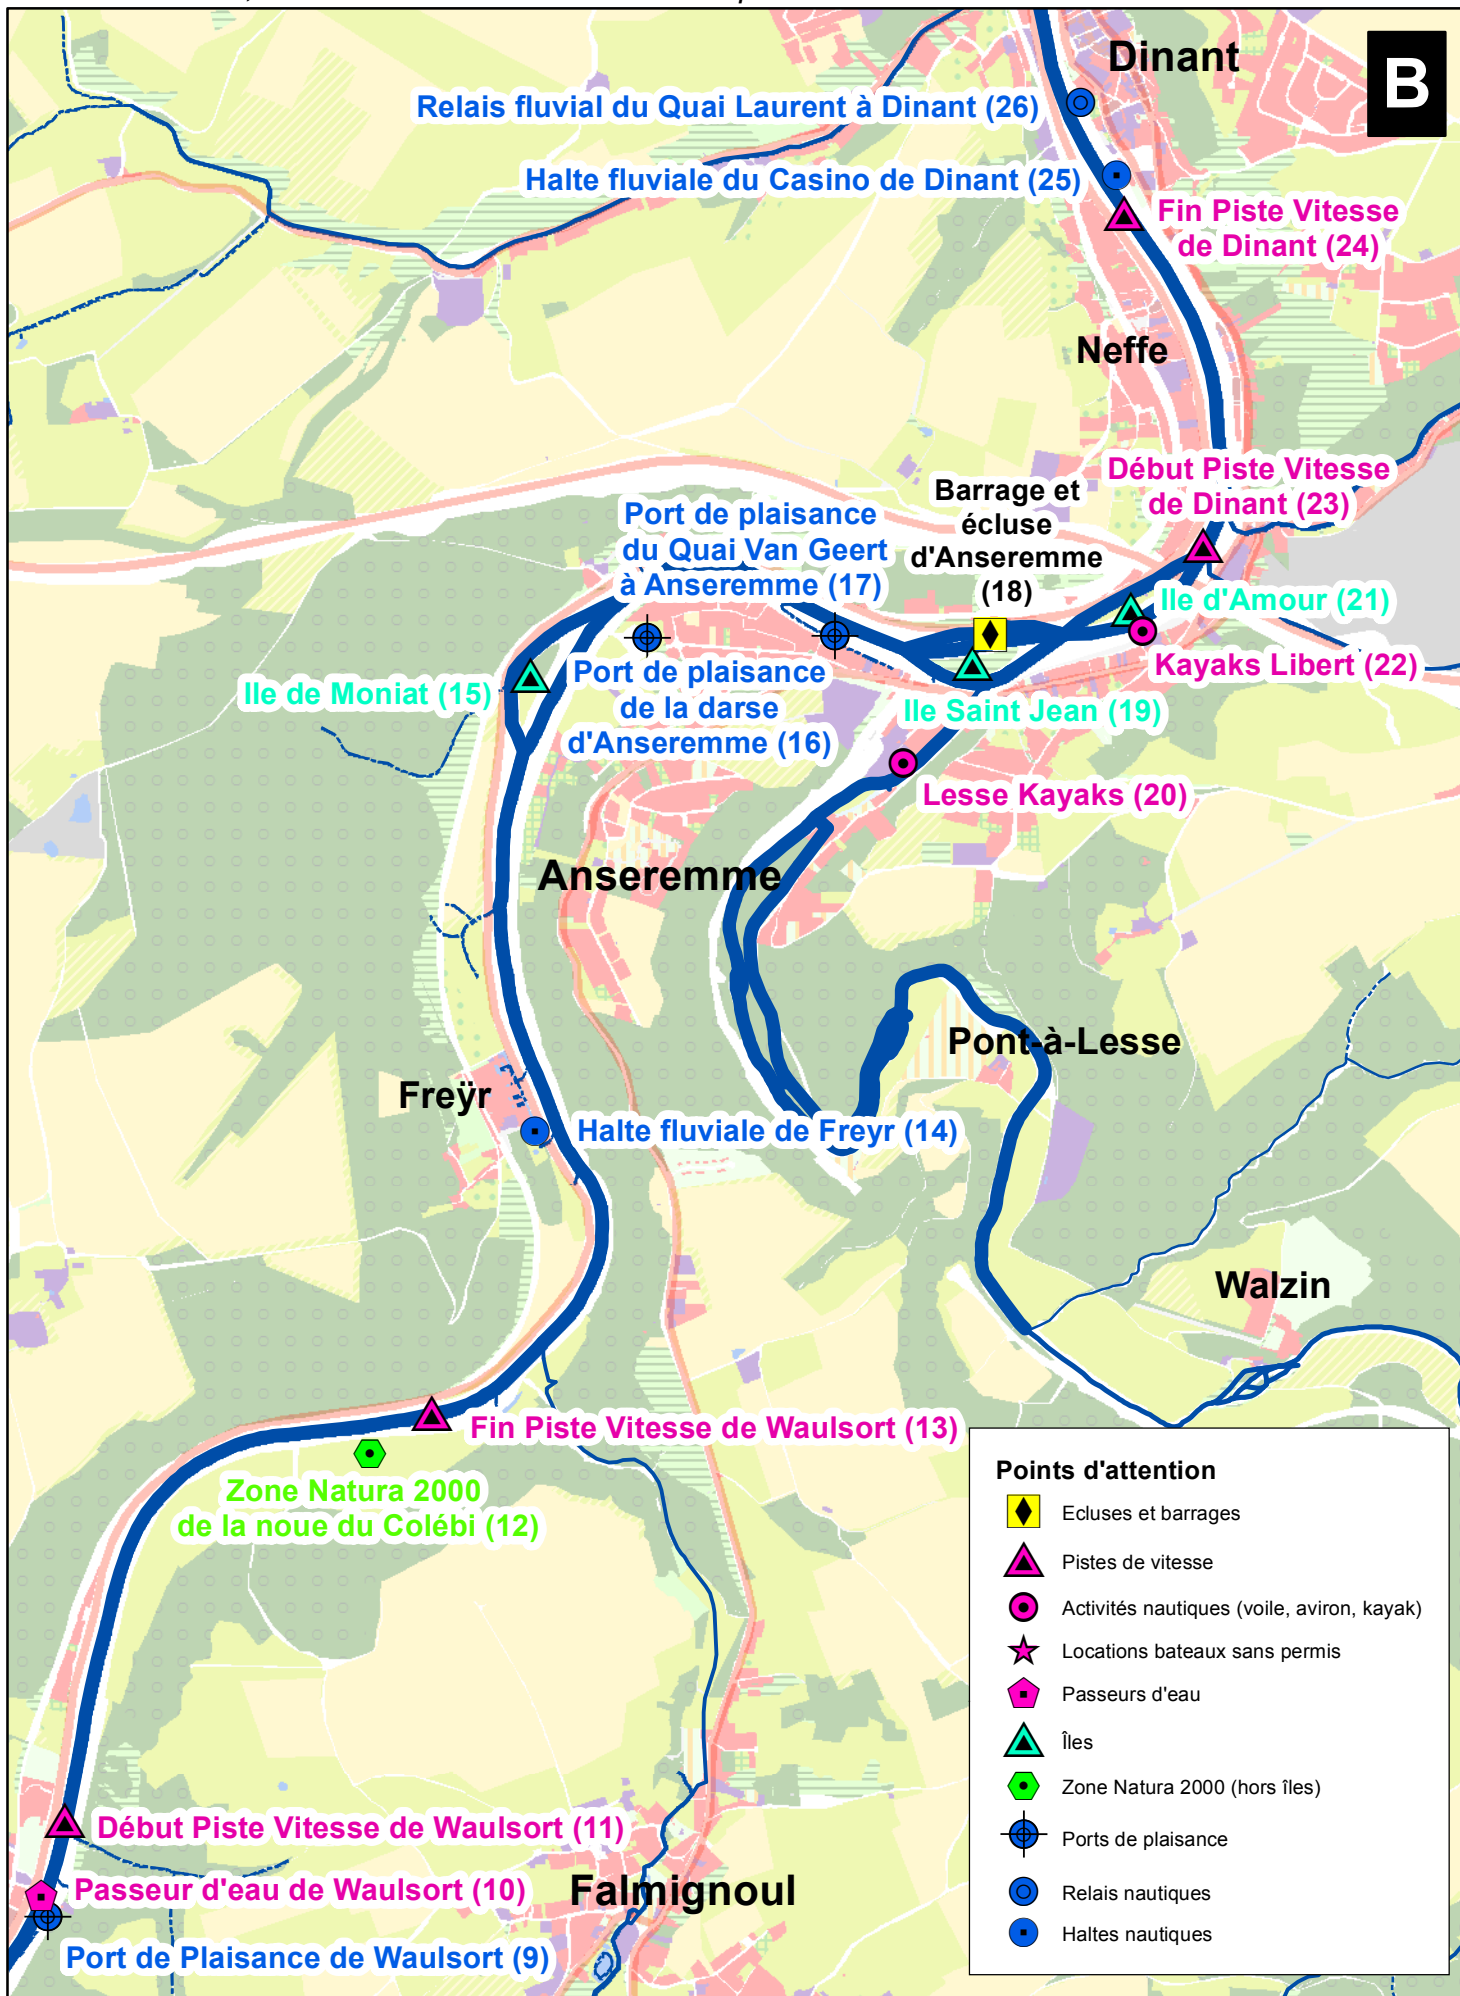 B
Dinant
Relais fluvial du Quai Laurent à Dinant (26)
Halte fluviale du Casino de Dinant (25)
Fin Piste Vitesse
de Dinant (24)
Neffe
Début Piste Vitesse
de Dinant (23)
Barrage et
écluse
d'Anseremme
(18)
Port de plaisance
du Quai Van Geert
à Anseremme (17)
Ile d'Amour (21)
Kayaks Libert (22)
Ile de Moniat (15)
Port de plaisance
de la darse
d'Anseremme (16)
Ile Saint Jean (19)
Lesse Kayaks (20)
Anseremme
Pont-à-Lesse
Freÿr
Halte fluviale de Freyr (14)
Walzin
Fin Piste Vitesse de Waulsort (13)
Zone Natura 2000
de la noue du Colébi (12)
Début Piste Vitesse de Waulsort (11)
Passeur d'eau de Waulsort (10)
Falmignoul
Port de Plaisance de Waulsort (9)
Points d'attention
Ecluses et barrages
Pistes de vitesse
Activités nautiques (voile, aviron, kayak)
Locations bateaux sans permis
Passeurs d'eau
Îles
Zone Natura 2000 (hors îles)
Ports de plaisance
Relais nautiques
Haltes nautiques